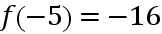 f(−5) = −16